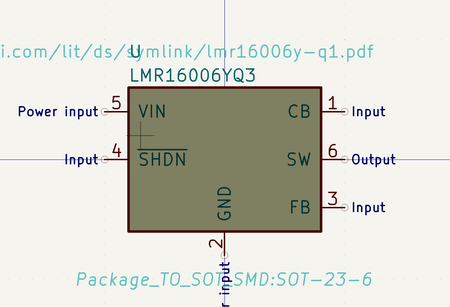 i.com/lit/ds/symlink/lmr16006y-q1.pdf
U
LMR16006YQ3
Power input 5 VIN CB 1 Input
Input 4 SHDN SW 6 Output
GND FB 3 Input
2
r input
Package_TO_SOT_SMD:SOT-23-6